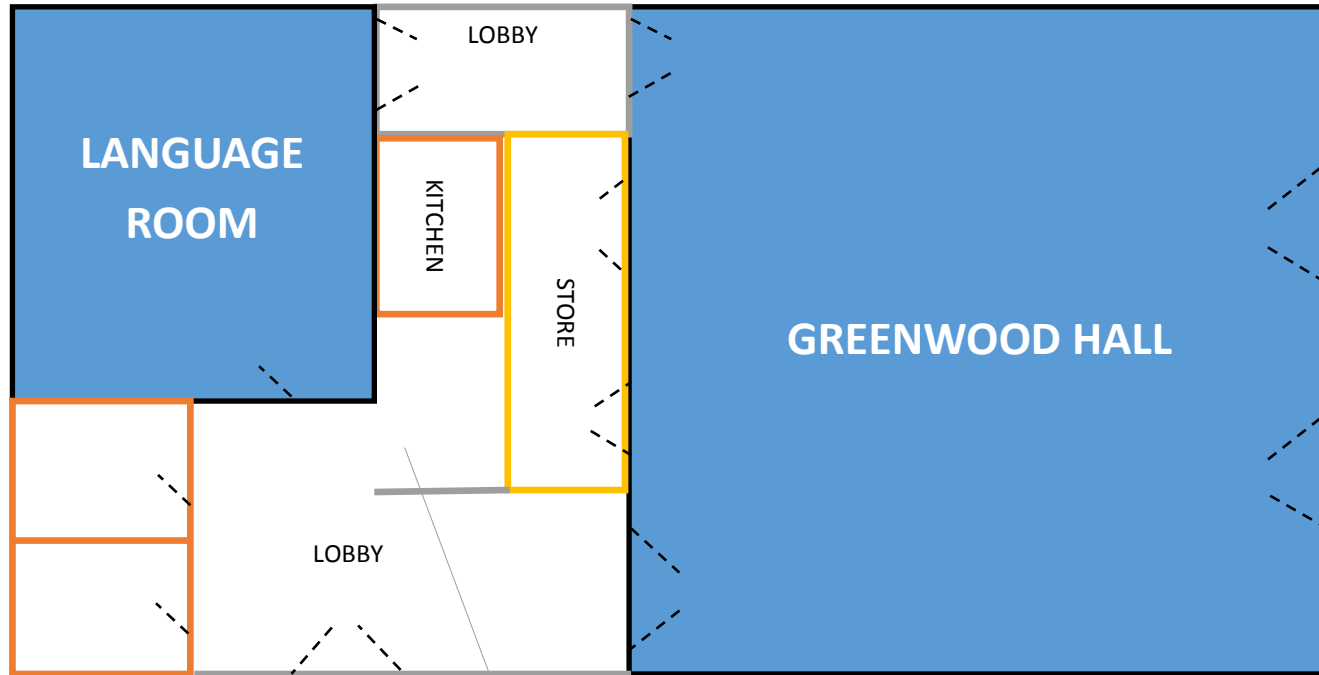 LOBBY
LANGUAGE
ROOM
KITCHEN
STORE
GREENWOOD HALL
LOBBY